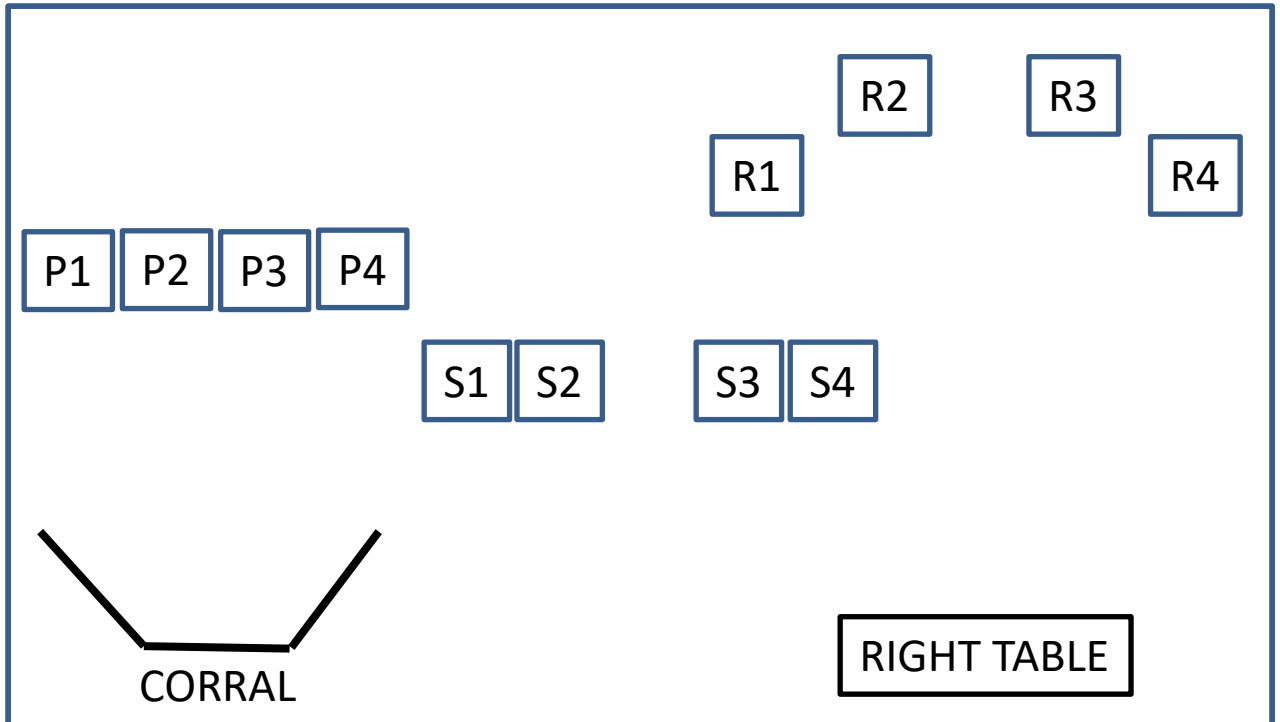 R2 R3
R1 R4
P1 P2 P3 P4
S1 S2 S3 S4
RIGHT TABLE
CORRAL